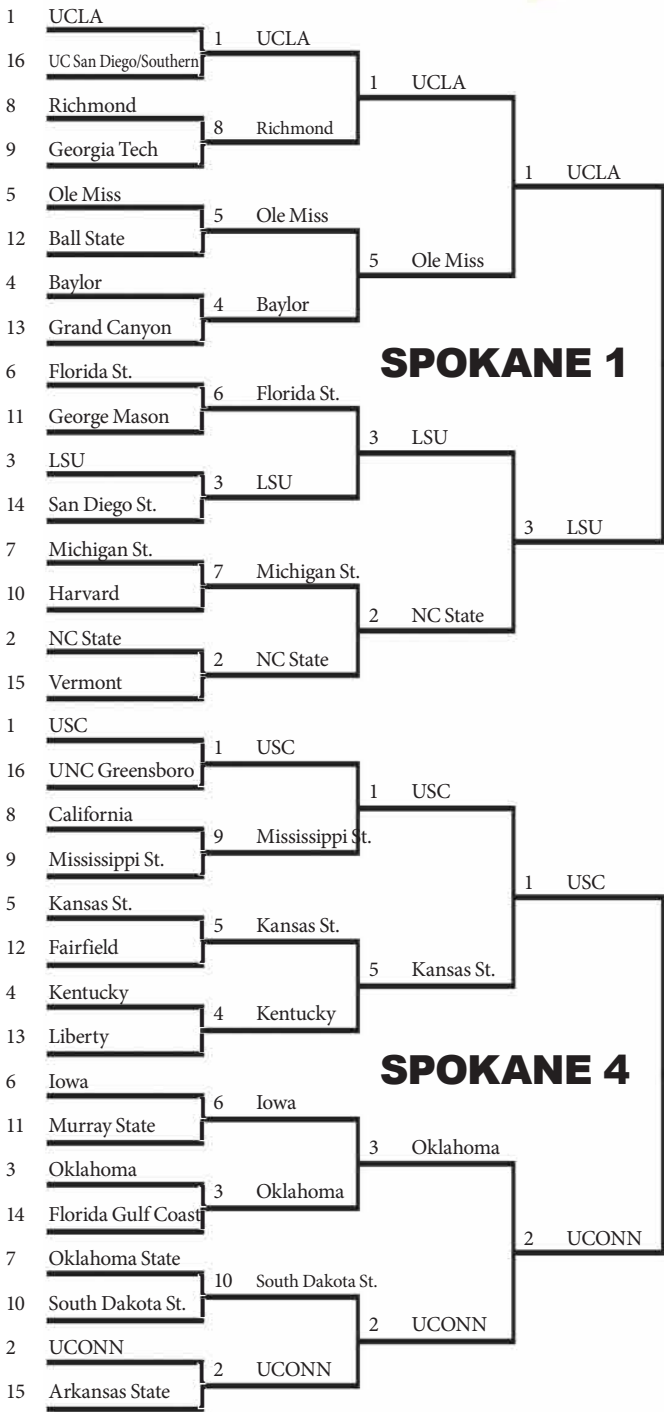 1 UCLA
16 UC San Diego/Southern
8 Richmond
9 Georgia Tech
5 Ole Miss
12 Ball State
4 Baylor
13 Grand Canyon
6 Florida St.
11 George Mason
3 LSU
14 San Diego St.
7 Michigan St.
10 Harvard
2 NC State
15 Vermont
1 UCLA
8 Richmond
5 Ole Miss
4 Baylor
6 Florida St.
3 LSU
7 Michigan St.
2 NC State
1 UCLA
5 Ole Miss
3 LSU
2 NC State
1 UCLA
3 LSU
SPOKANE 1
1 USC
16 UNC Greensboro
8 California
9 Mississippi St.
5 Kansas St.
12 Fairfield
4 Kentucky
13 Liberty
6 Iowa
11 Murray State
3 Oklahoma
14 Florida Gulf Coast
7 Oklahoma State
10 South Dakota St.
2 UCONN
15 Arkansas State
1 USC
9 Mississippi St.
5 Kansas St.
4 Kentucky
6 Iowa
3 Oklahoma
10 South Dakota St.
2 UCONN
1 USC
5 Kansas St.
3 Oklahoma
2 UCONN
1 USC
2 UCONN
SPOKANE 4